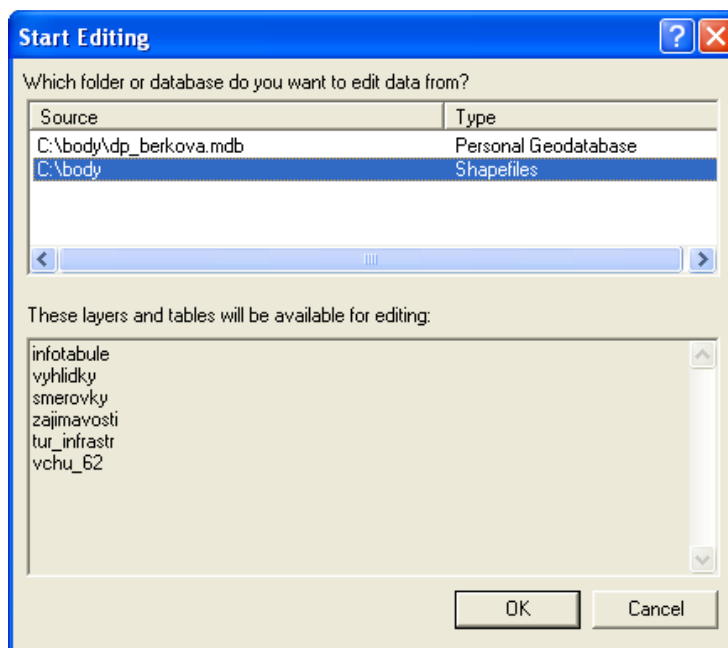 Start Editing
Which folder or database do you want to edit data from?
Source Type
C:\body\dp_berkova.mdb Personal Geodatabase
C:\body Shapefiles
These layers and tables will be available for editing:
infotabule
vyhlidky
smerovky
zajimavosti
tur_infrastr
vchu_62
OK Cancel